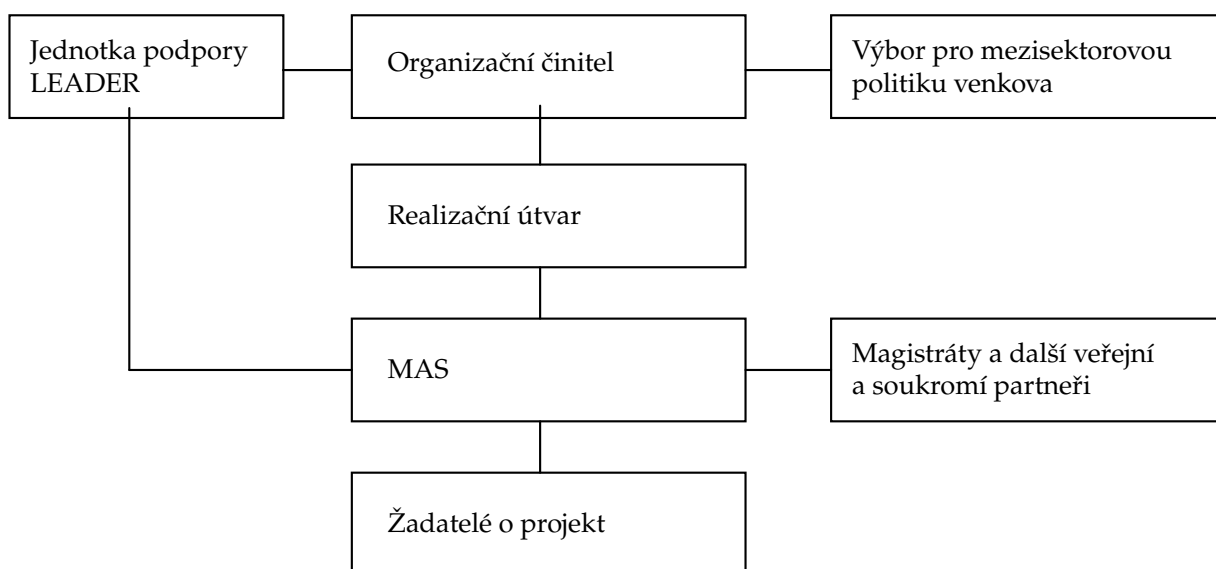 Jednotka podpory
LEADER
Organizační činitel
Výbor pro mezisektorovou
politiku venkova
Realizační útvar
MAS
Magistráty a další veřejní
a soukromí partneři
Žadatelé o projekt